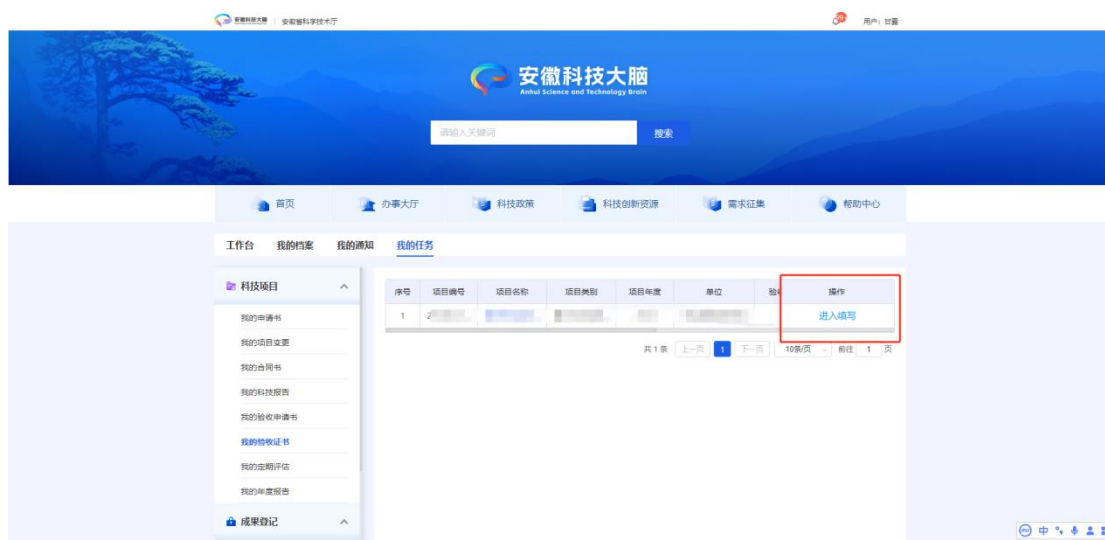 安徽科技大脑 安徽省科学技术厅 用户：甘露
安徽科技大脑
Anhui Science and Technology Brain
请输入关键词 搜索
首页 办事大厅 科技政策 科技创新资源 需求征集 帮助中心
工作台 我的档案 我的通知 我的任务
科技项目
我的申请书
我的项目变更
我的合同书
我的科技报告
我的验收申请书
我的验收证书
我的定期评估
我的年度报告
成果登记
序号 项目编号 项目名称 项目类别 项目年度 单位 操作
1 2 进入填写
共 1 条 上一页 1 下一页 10条/页 前往 1 页
中